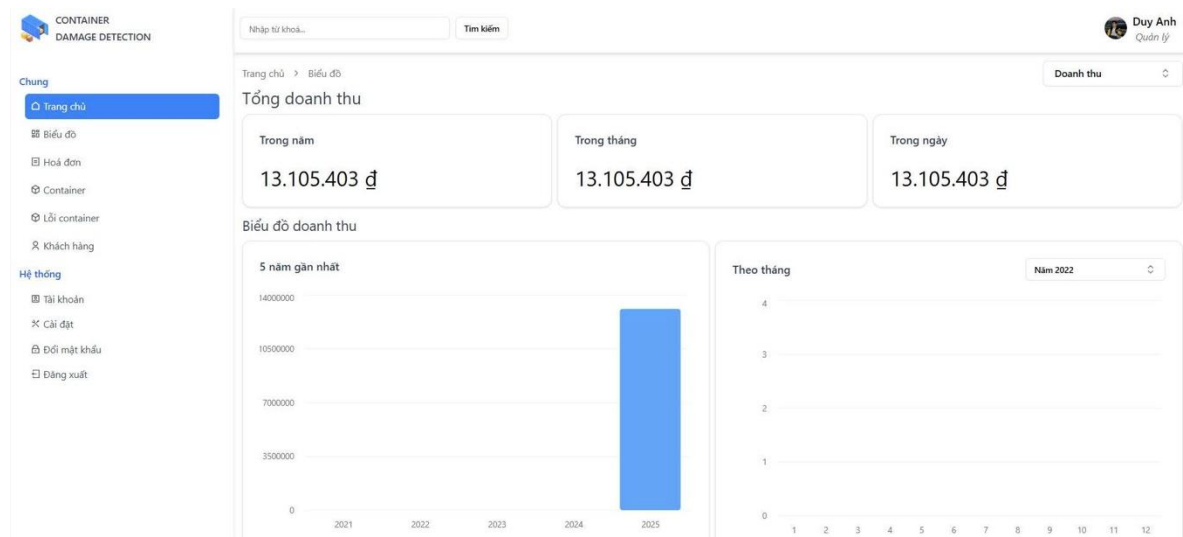 CONTAINER
DAMAGE DETECTION
Nhập từ khoá...
Tìm kiếm
Duy Anh
Quản lý
Chung
Trang chủ
Biểu đồ
Hoá đơn
Container
Lỗi container
Khách hàng
Hệ thống
Tài khoản
Cài đặt
Đổi mật khẩu
Đăng xuất
Trang chủ > Biểu đồ
Doanh thu
Tổng doanh thu
Trong năm
13.105.403 ₫
Trong tháng
13.105.403 ₫
Trong ngày
13.105.403 ₫
Biểu đồ doanh thu
5 năm gần nhất
14000000
10500000
7000000
3500000
0
2021 2022 2023 2024 2025
Theo tháng
Năm 2022
4
3
2
1
0
1 2 3 4 5 6 7 8 9 10 11 12